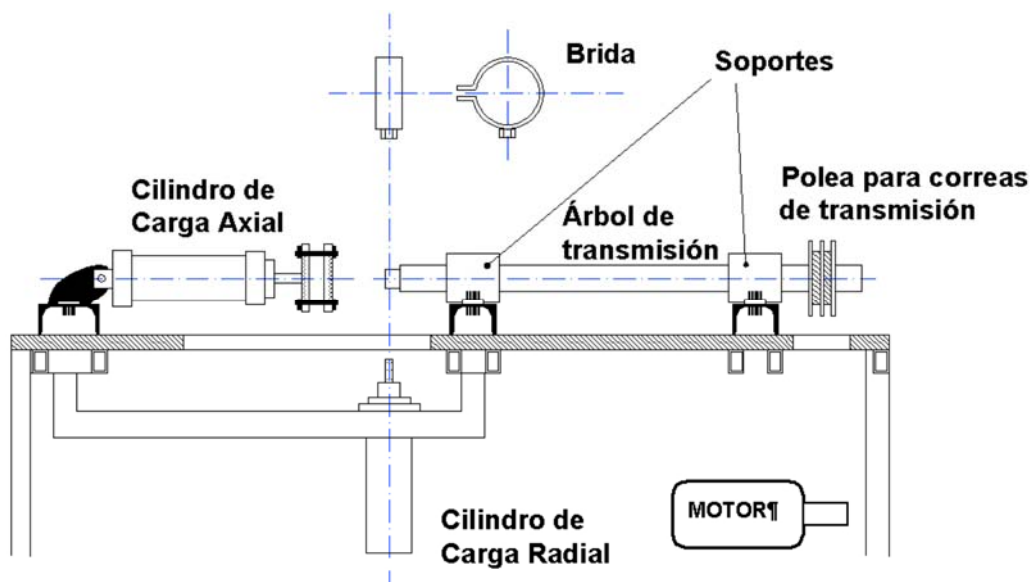 Brida
Soportes
Cilindro de
Carga Axial
Árbol de
transmisión
Polea para correas
de transmisión
MOTOR¶
Cilindro de
Carga Radial